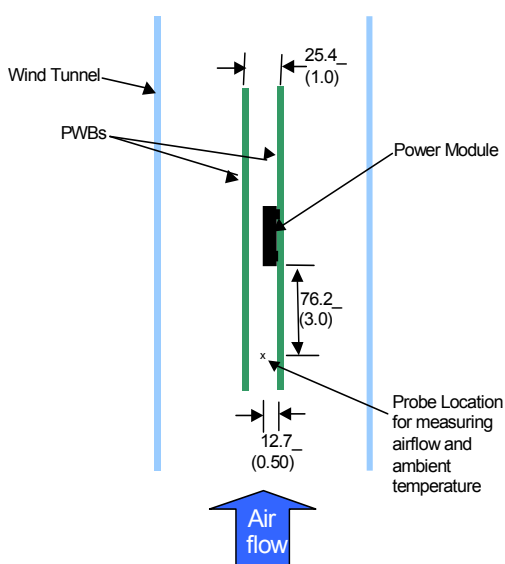 25.4_
(1.0)
Wind Tunnel
PWBs
Power Module
76.2_
(3.0)
x
Probe Location
for measuring
airflow and
ambient
temperature
12.7_
(0.50)
Air
flow